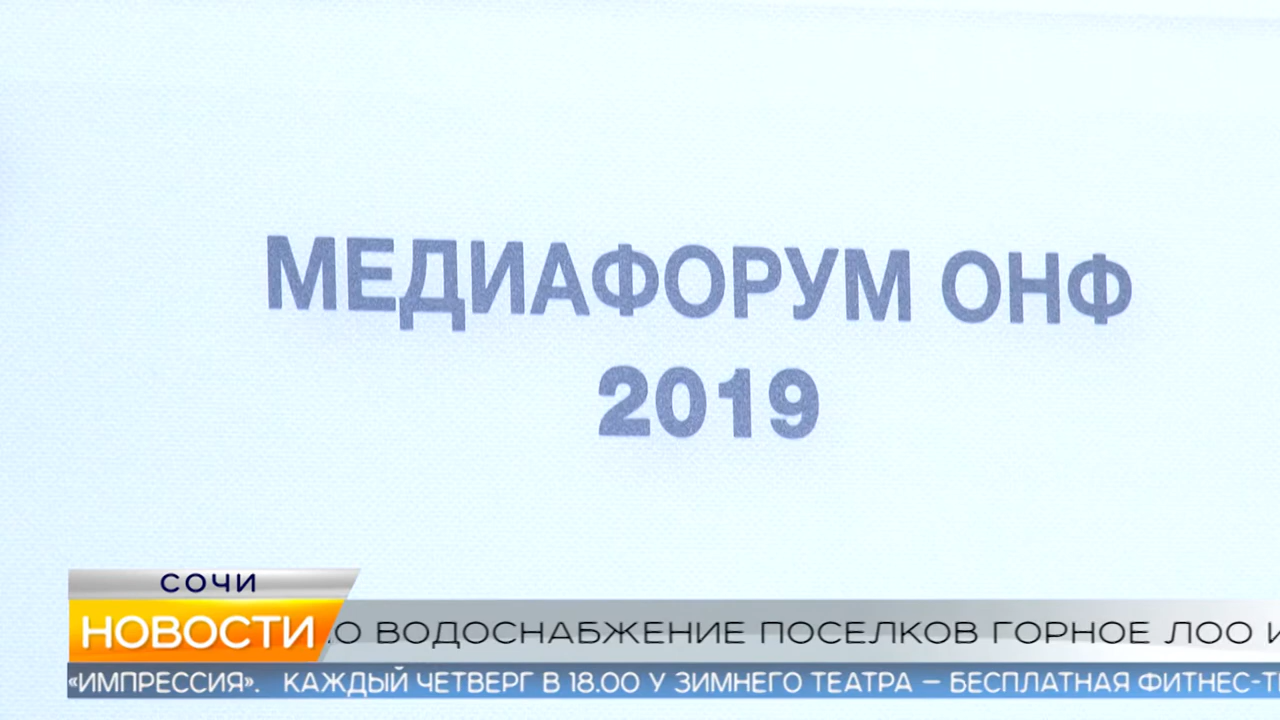 МЕДИАФОРУМ ОНФ
2019
СОЧИ
НОВОСТИ
О ВОДОСНАБЖЕНИЕ ПОСЕЛКОВ ГОРНОЕ ЛОО И
«ИМПРЕССИЯ». КАЖДЫЙ ЧЕТВЕРГ В 18.00 У ЗИМНЕГО ТЕАТРА – БЕСПЛАТНАЯ ФИТНЕС-Т